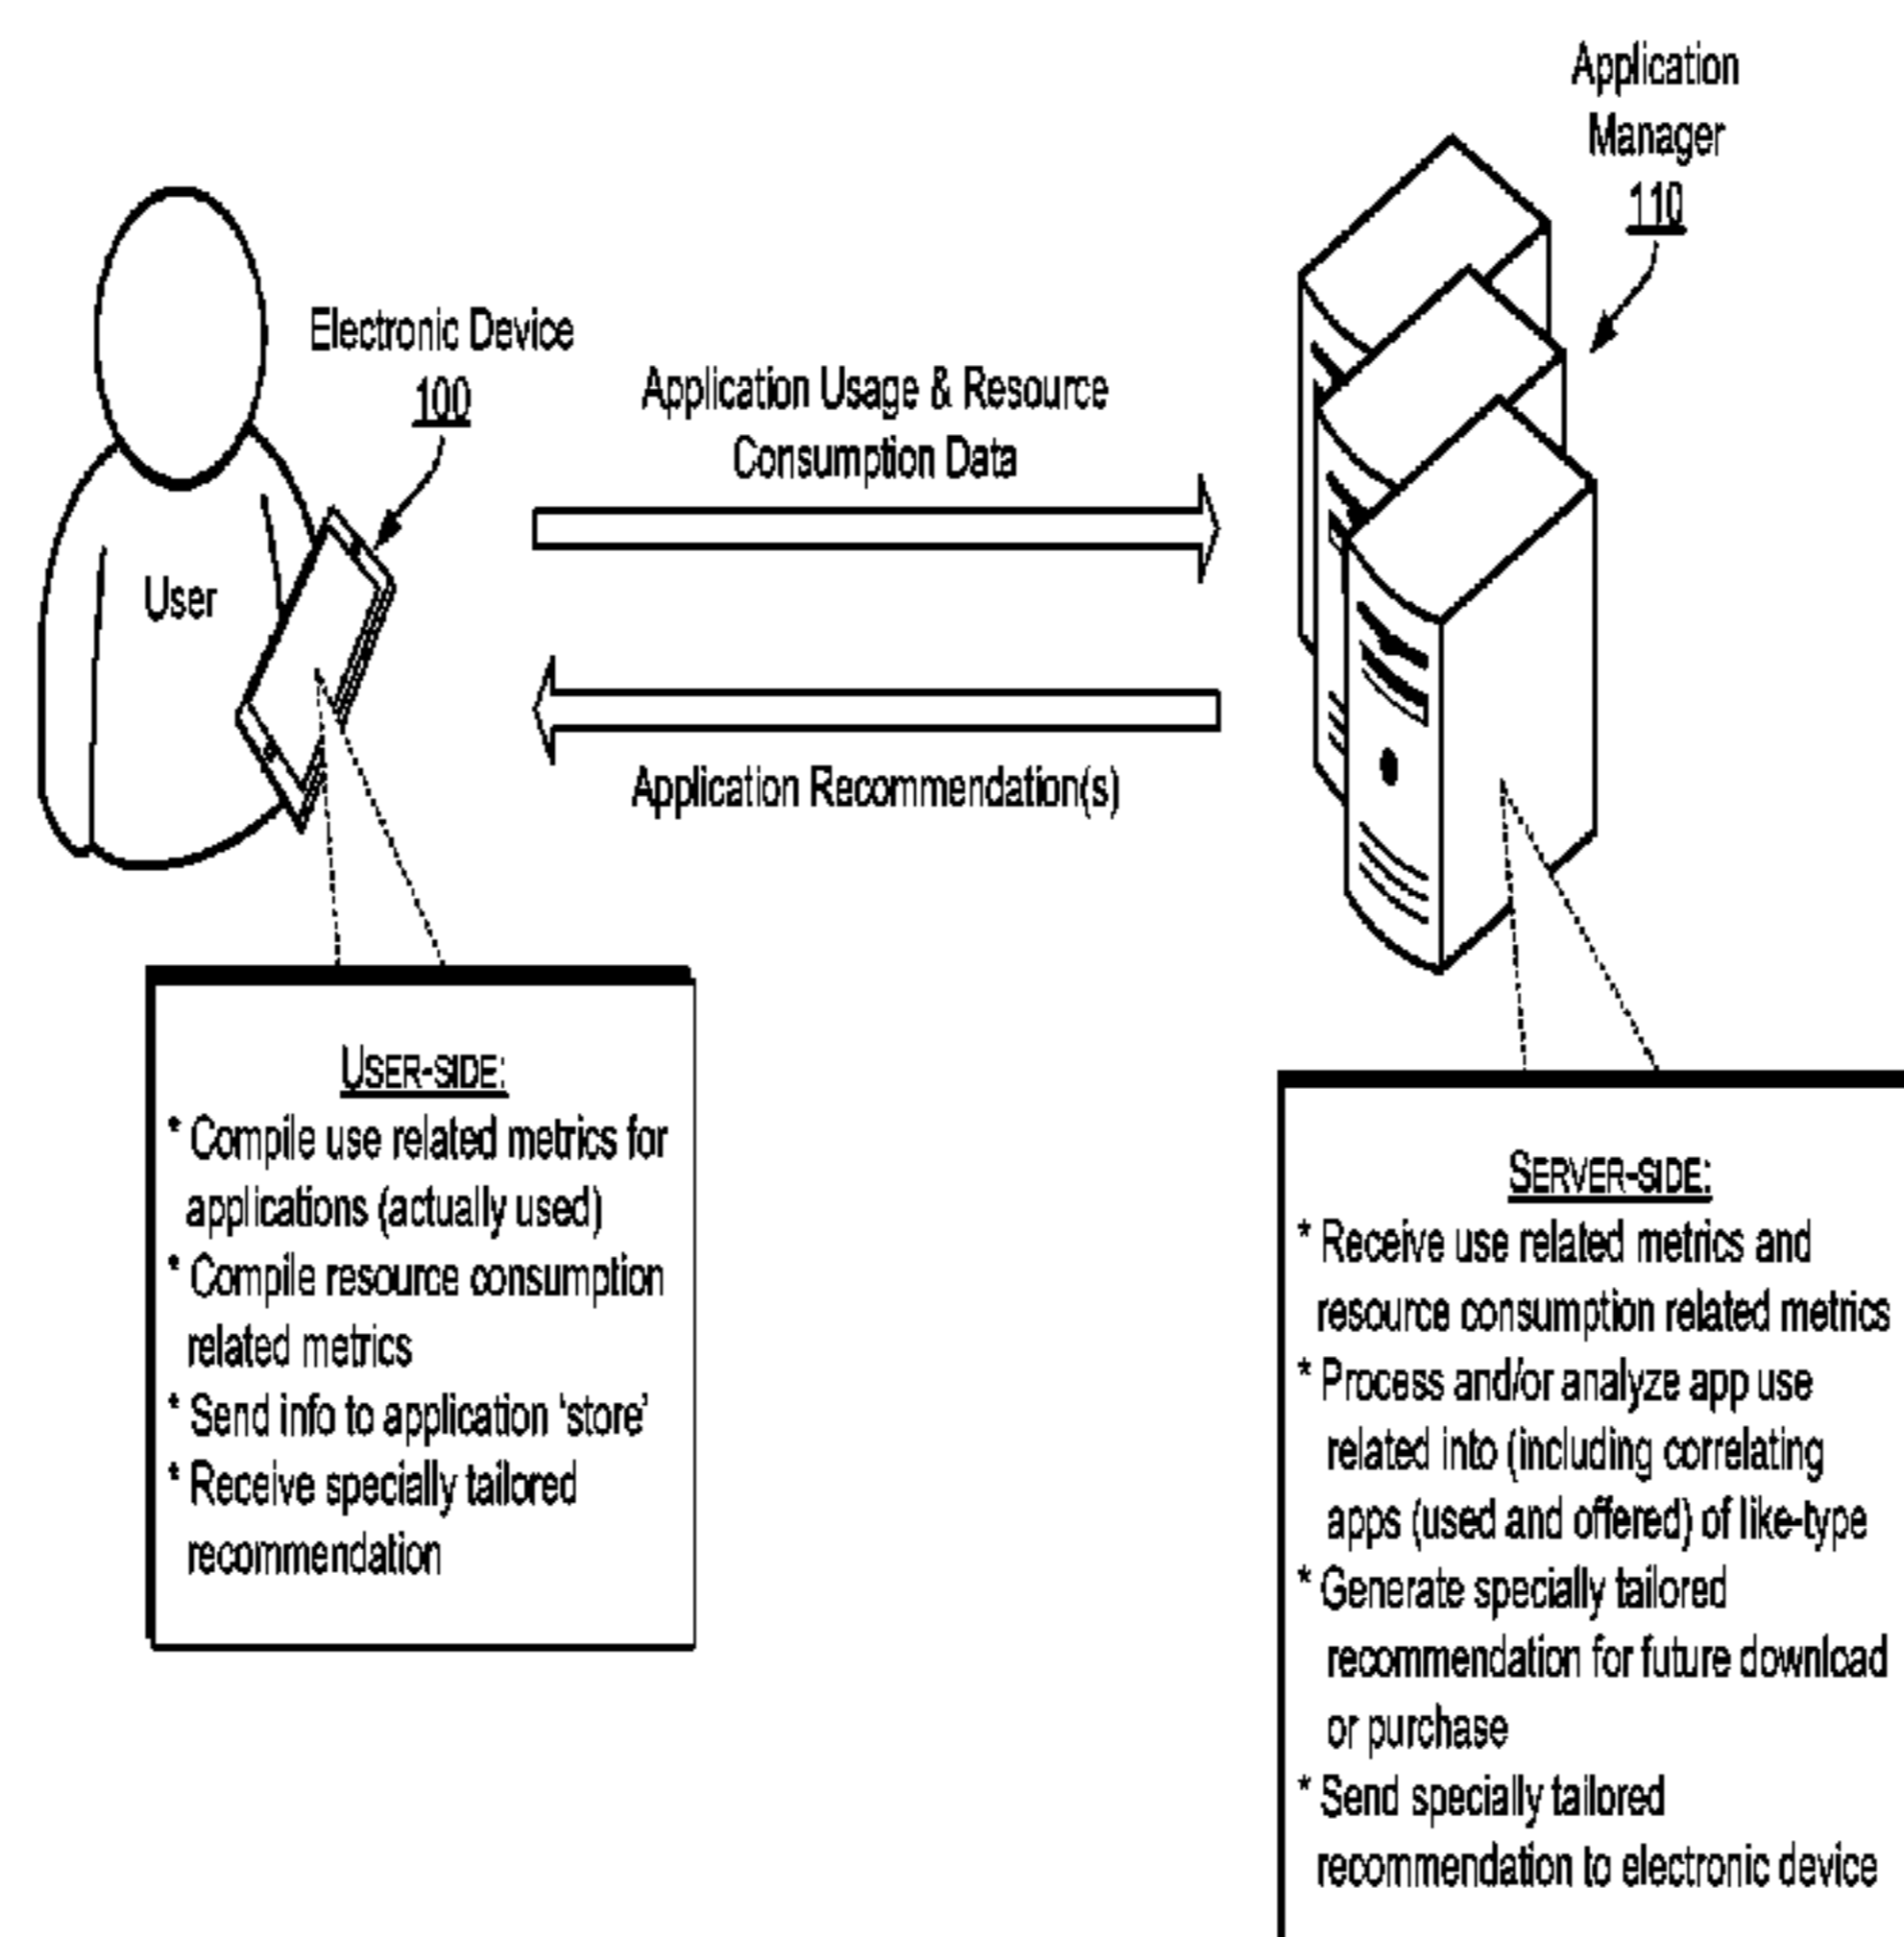 Application
Manager
110
Electronic Device
100
Application Usage & Resource
Consumption Data
User
Application Recommendation(s)
USER-SIDE:
* Compile use related metrics for
applications (actually used)
* Compile resource consumption
related metrics
* Send info to application ‘store’
* Receive specially tailored
recommendation
SERVER-SIDE:
* Receive use related metrics and
resource consumption related metrics
* Process and/or analyze app use
related into (including correlating
apps (used and offered) of like-type
* Generate specially tailored
recommendation for future download
or purchase
* Send specially tailored
recommendation to electronic device